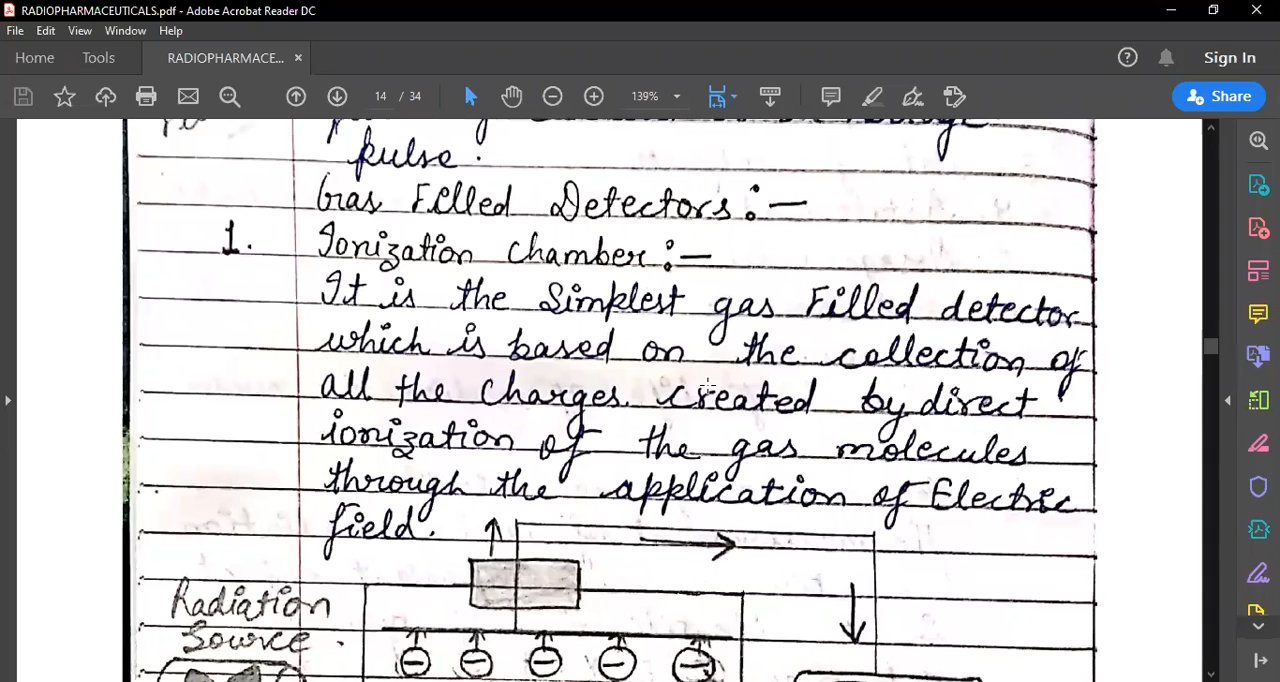 RADIOPHARMACEUTICALS.pdf - Adobe Acrobat Reader DC
File Edit View Window Help
Home Tools RADIOPHARMACE... × Sign In
14 / 34 139% Share
pulse.
Gas Filled Detectors:-
1. Ionization Chamber:-
It is the Simplest gas Filled detector
which is based on the collection of
all the charges created by direct
ionization of the gas molecules
through the application of Electric
field.
Radiation
Source